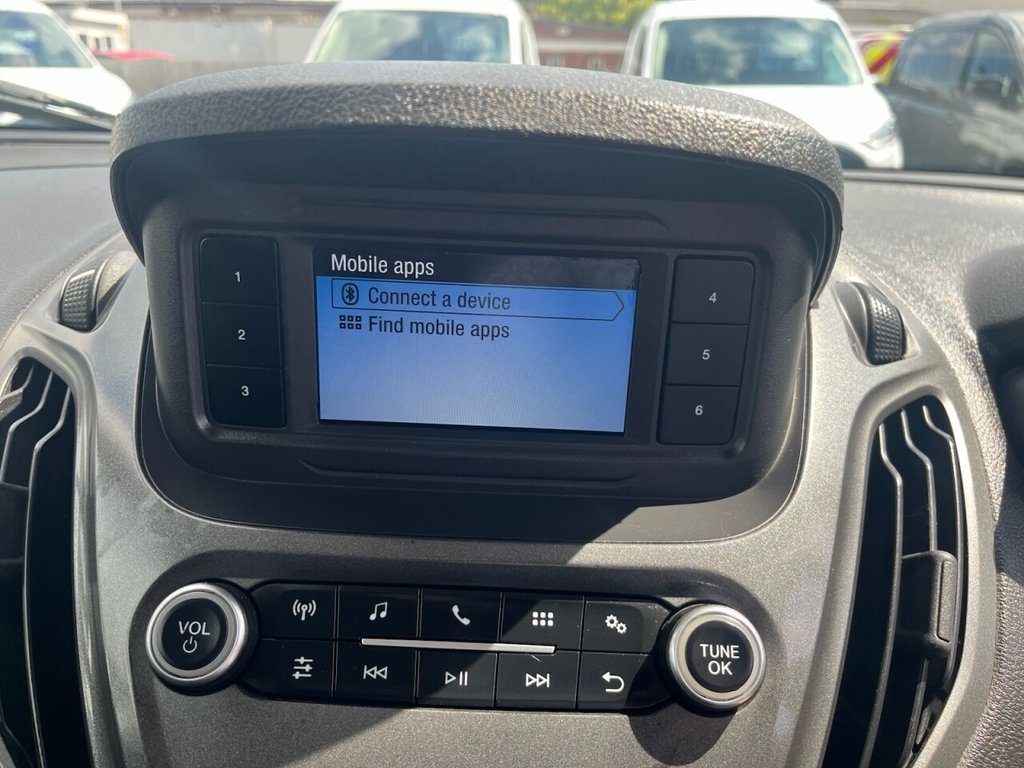 Mobile apps
Connect a device
Find mobile apps
1
2
3
4
5
6
VOL
TUNE
OK